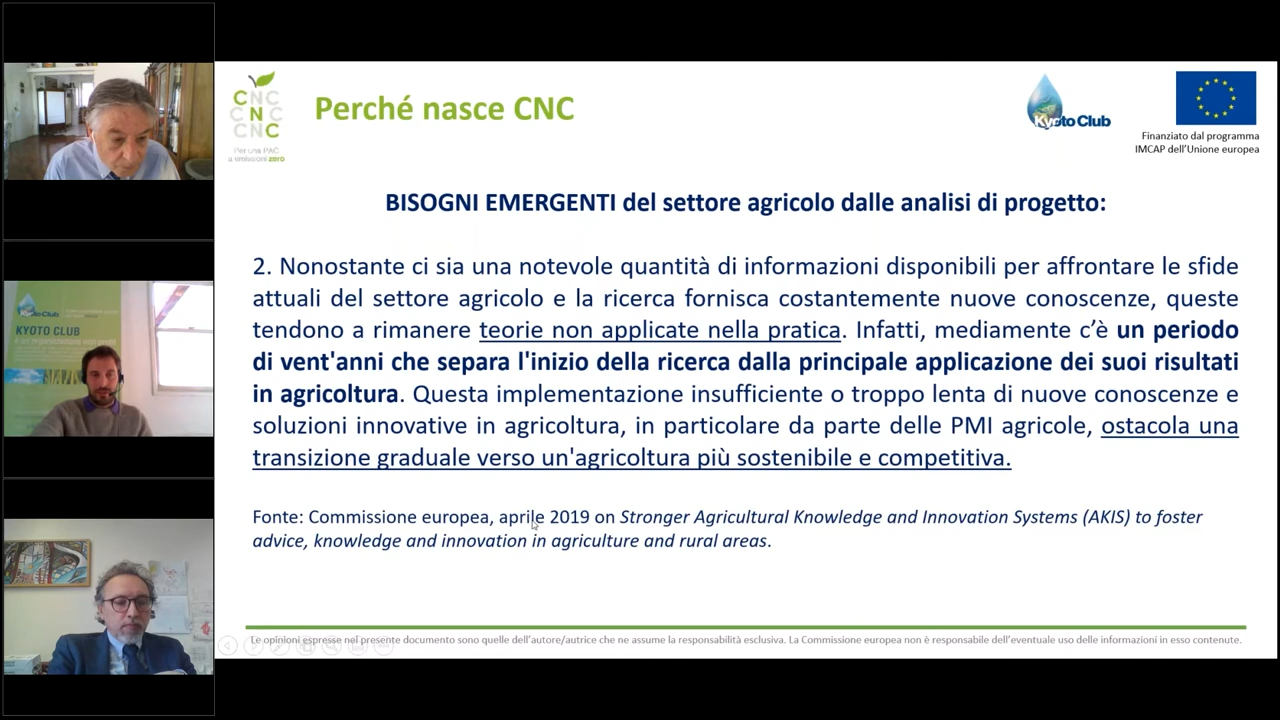 CNC
CNC
CNC
Per una PAC
a emissioni zero
Perché nasce CNC
Kyoto Club
Finanziato dal programma
IMCAP dell'Unione europea
BISOGNI EMERGENTI del settore agricolo dalle analisi di progetto:
2. Nonostante ci sia una notevole quantità di informazioni disponibili per affrontare le sfide
attuali del settore agricolo e la ricerca fornisca costantemente nuove conoscenze, queste
tendono a rimanere teorie non applicate nella pratica. Infatti, mediamente c'è un periodo
di vent'anni che separa l'inizio della ricerca dalla principale applicazione dei suoi risultati
in agricoltura. Questa implementazione insufficiente o troppo lenta di nuove conoscenze e
soluzioni innovative in agricoltura, in particolare da parte delle PMI agricole, ostacola una
transizione graduale verso un'agricoltura più sostenibile e competitiva.
Fonte: Commissione europea, aprile 2019 on Stronger Agricultural Knowledge and Innovation Systems (AKIS) to foster
advice, knowledge and innovation in agriculture and rural areas.
Le opinioni espresse nel presente documento sono quelle dell'autore/autrice che ne assume la responsabilità esclusiva. La Commissione europea non è responsabile dell'eventuale uso delle informazioni in esso contenute.
Kyoto Club
KYOTO CLUB